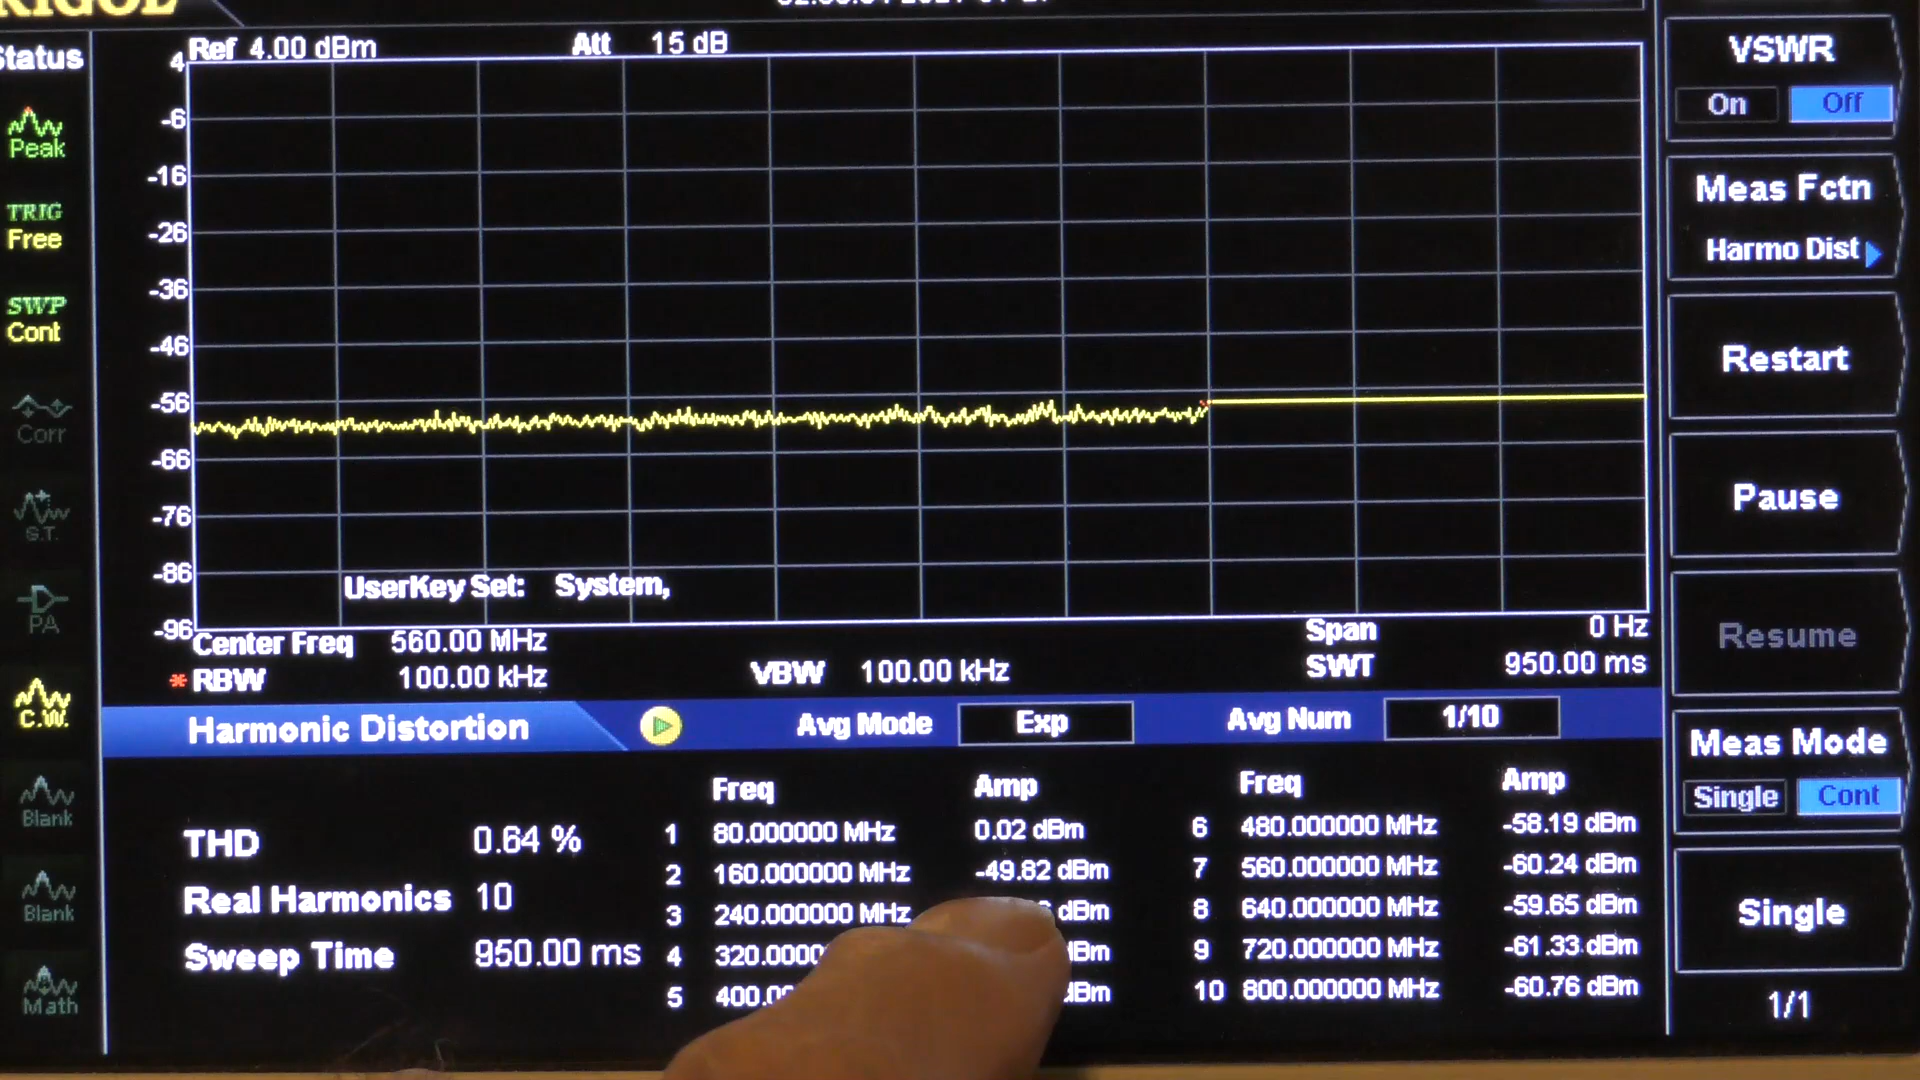 RIGOL
Status
Ref 4.00 dBm Att 15 dB
4
-6
-16
-26
-36
-46
-56
-66
-76
-86
-96
Peak
TRIG
Free
SWP
Cont
Corr
S.T.
PA
C.W.
Blank
Blank
Math
UserKey Set: System,
Center Freq 560.00 MHz Span 0 Hz
*RBW 100.00 kHz VBW 100.00 kHz SWT 950.00 ms
Harmonic Distortion Avg Mode Exp Avg Num 1/10
Freq Amp Freq Amp
THD 0.64 %
Real Harmonics 10
Sweep Time 950.00 ms
1 80.000000 MHz 0.02 dBm 6 480.000000 MHz -58.19 dBm
2 160.000000 MHz -49.82 dBm 7 560.000000 MHz -60.24 dBm
3 240.000000 MHz dBm 8 640.000000 MHz -59.65 dBm
4 dBm 9 720.000000 MHz -61.33 dBm
5 dBm 10 800.000000 MHz -60.76 dBm
VSWR
On Off
Meas Fctn
Harmo Dist
Restart
Pause
Resume
Meas Mode
Single Cont
Single
1/1